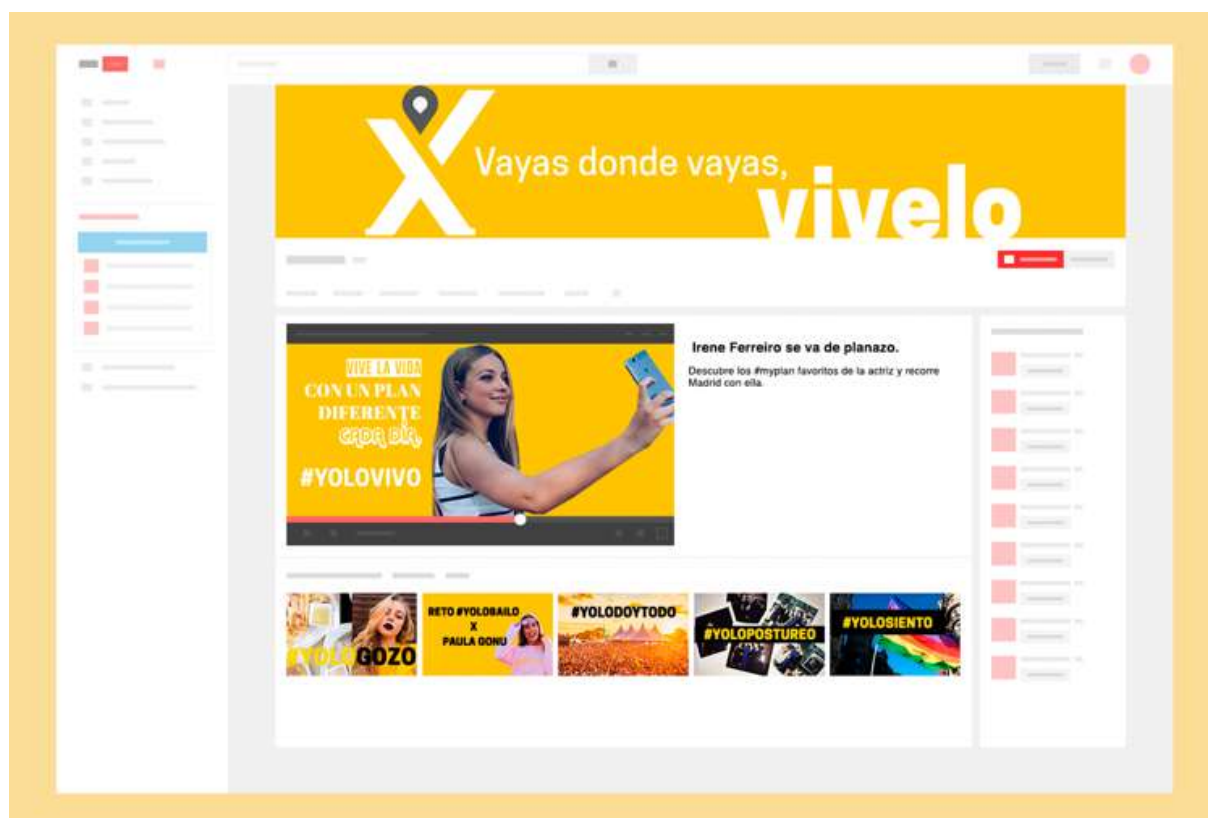 Vayas donde vayas,
vivelo
Irene Ferreiro se va de planazo.
Descubre los #myplan favoritos de la actriz y recorre
Madrid con ella.
VIVE LA VIDA
CON UN PLAN
DIFERENTE
CADA DÍA,
#YOLOVIVO
#YOLOGOZO
RETO #YOLOBAILO
X
PAULA GONU
#YOLODOYTODO
#YOLOPOSTUREO
#YOLOSIENTO